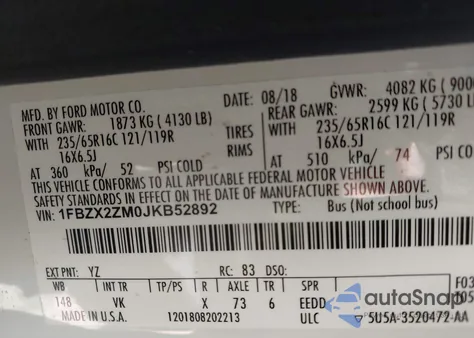 MFD. BY FORD MOTOR CO.
DATE: 08/18 GVWR: 4082 KG (900
FRONT GAWR: 1873 KG (4130 LB) REAR GAWR: 2599 KG (5730 L
235/65R16C 121/119R TIRES 235/65R16C 121/119R
16X6.5J RIMS 16X6.5J
AT 360 kPa/ 52 PSI COLD AT 510 kPa/ 74 PSI COL
THIS VEHICLE CONFORMS TO ALL APPLICABLE FEDERAL MOTOR VEHICLE
SAFETY STANDARDS IN EFFECT ON THE DATE OF MANUFACTURE SHOWN ABOVE.
VIN: 1FBZX2ZM0JKB52892 TYPE: Bus (Not School bus)
EXT PNT: YZ RC: 83 DSO:
WB INT TR TP/PS R AXLE TR SPR F03
148 VK X 73 6 EEDD
MADE IN U.S.A. 1201808202213 ULC 5U5A-3520472-AA
autoSnap